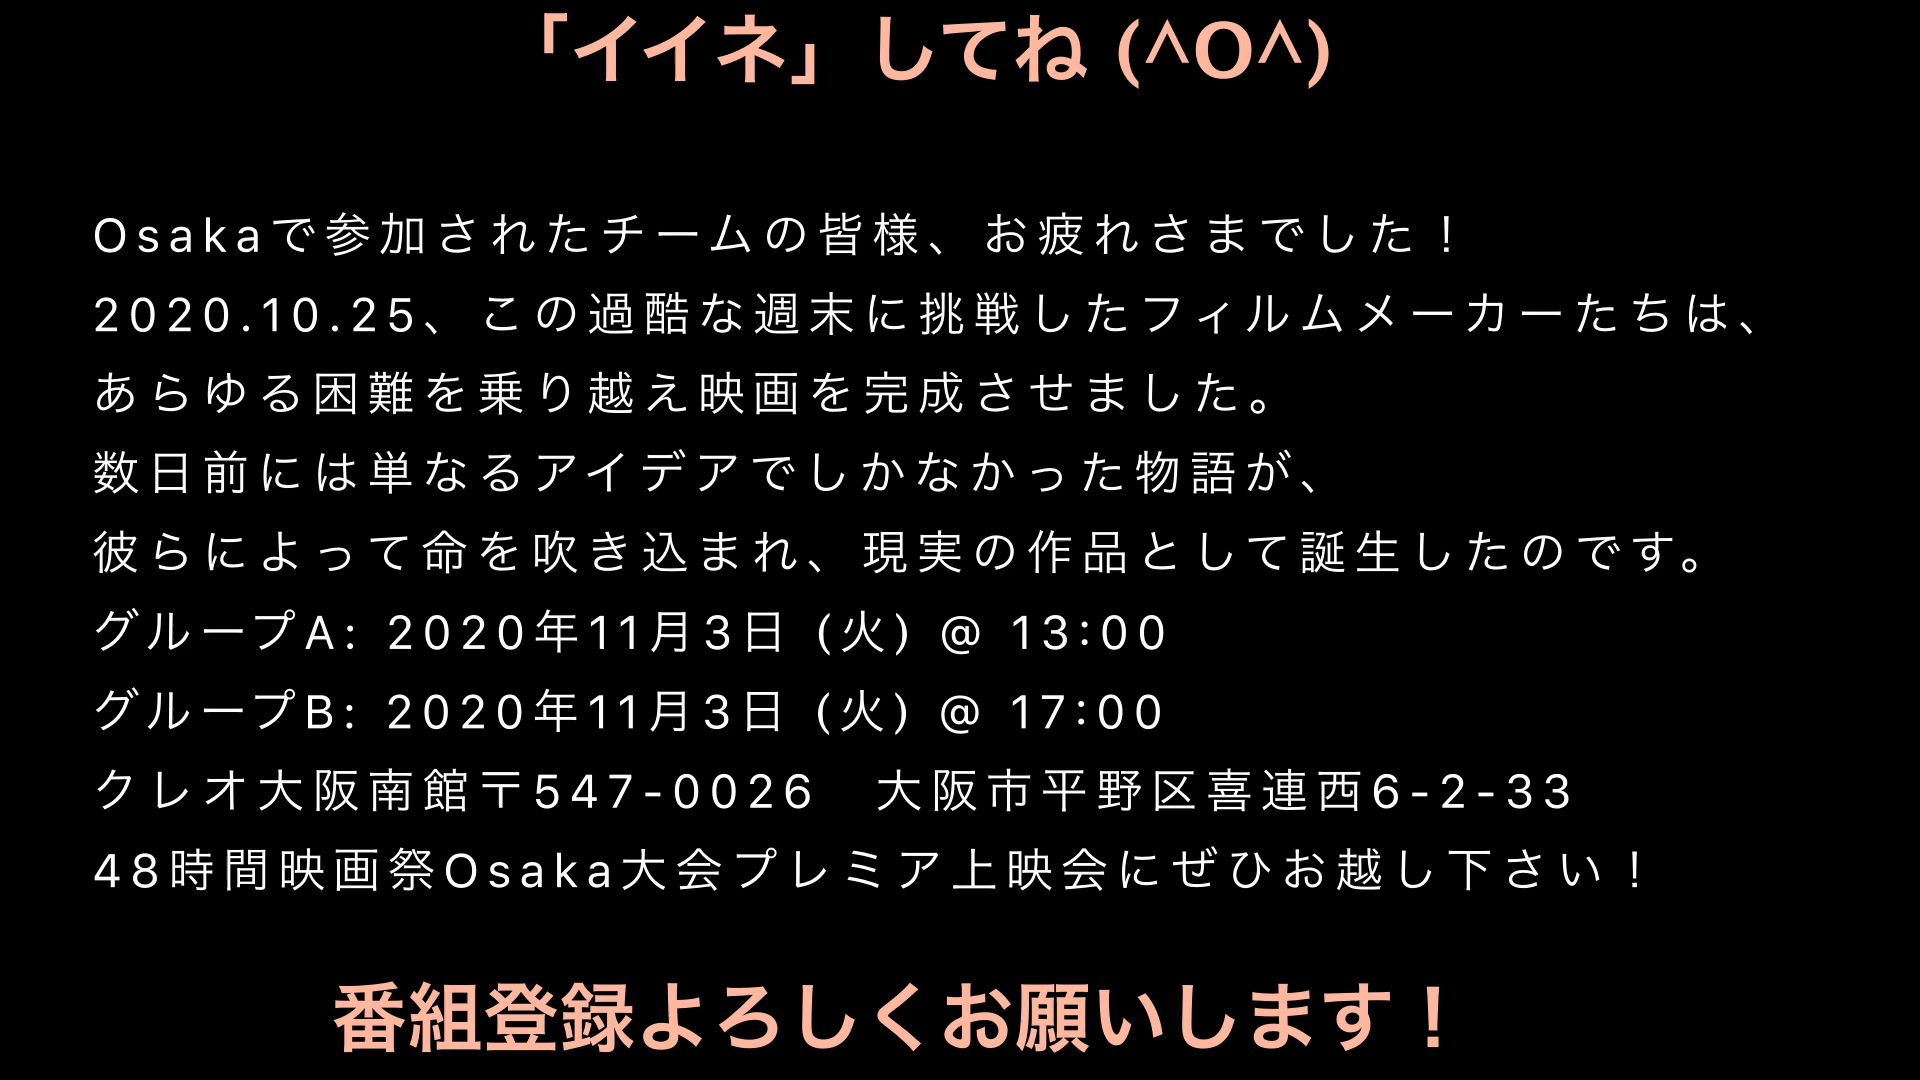 「イイネ」してね (^O^)
Osakaで参加されたチームの皆様、お疲れさまでした！
2020.10.25、この過酷な週末に挑戦したフィルムメーカーたちは、
あらゆる困難を乗り越え映画を完成させました。
数日前には単なるアイデアでしかなかった物語が、
彼らによって命を吹き込まれ、現実の作品として誕生したのです。
グループA: 2020年11月3日 (火) @ 13:00
グループB: 2020年11月3日 (火) @ 17:00
クレオ大阪南館〒547-0026　大阪市平野区喜連西6-2-33
48時間映画祭Osaka大会プレミア上映会にぜひお越し下さい！
番組登録よろしくお願いします！